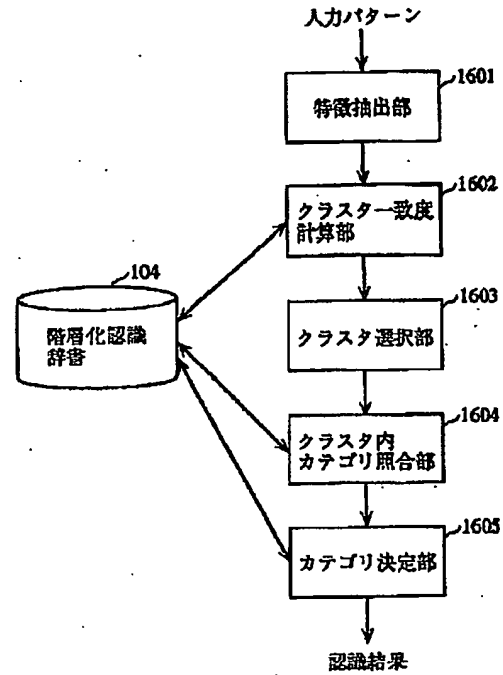 入力パターン
1601
特徴抽出部
1602
クラスタ一致度
計算部
104
1603
階層化認識
辞書
クラスタ選択部
1604
クラスタ内
カテゴリ照合部
1605
カテゴリ決定部
認識結果